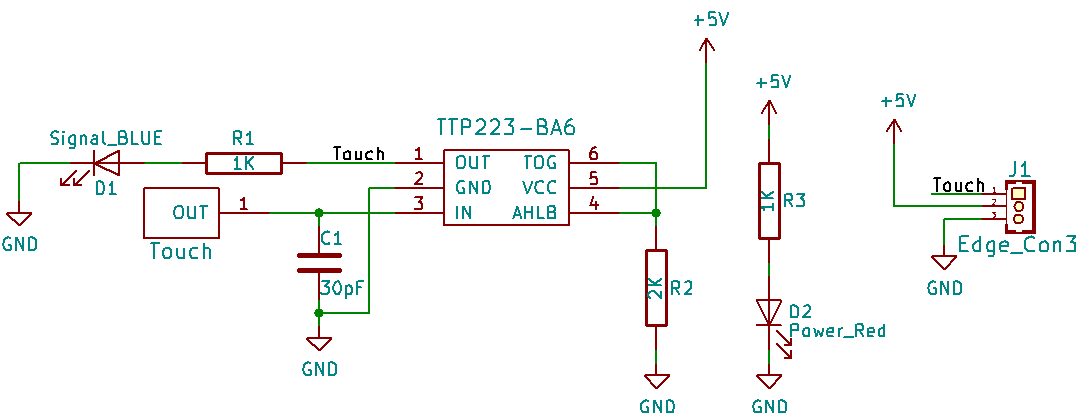 +5V
+5V
+5V
Signal_BLUE
R1
TTP223-BA6
1K
Touch
1
OUT
TOG
6
D1
2
GND
VCC
5
OUT
1
3
IN
AHLB
4
Touch
GND
C1
30pF
GND
2K
R2
GND
1K
R3
D2
Power_Red
GND
J1
Touch
1
2
3
Edge_Con3
GND